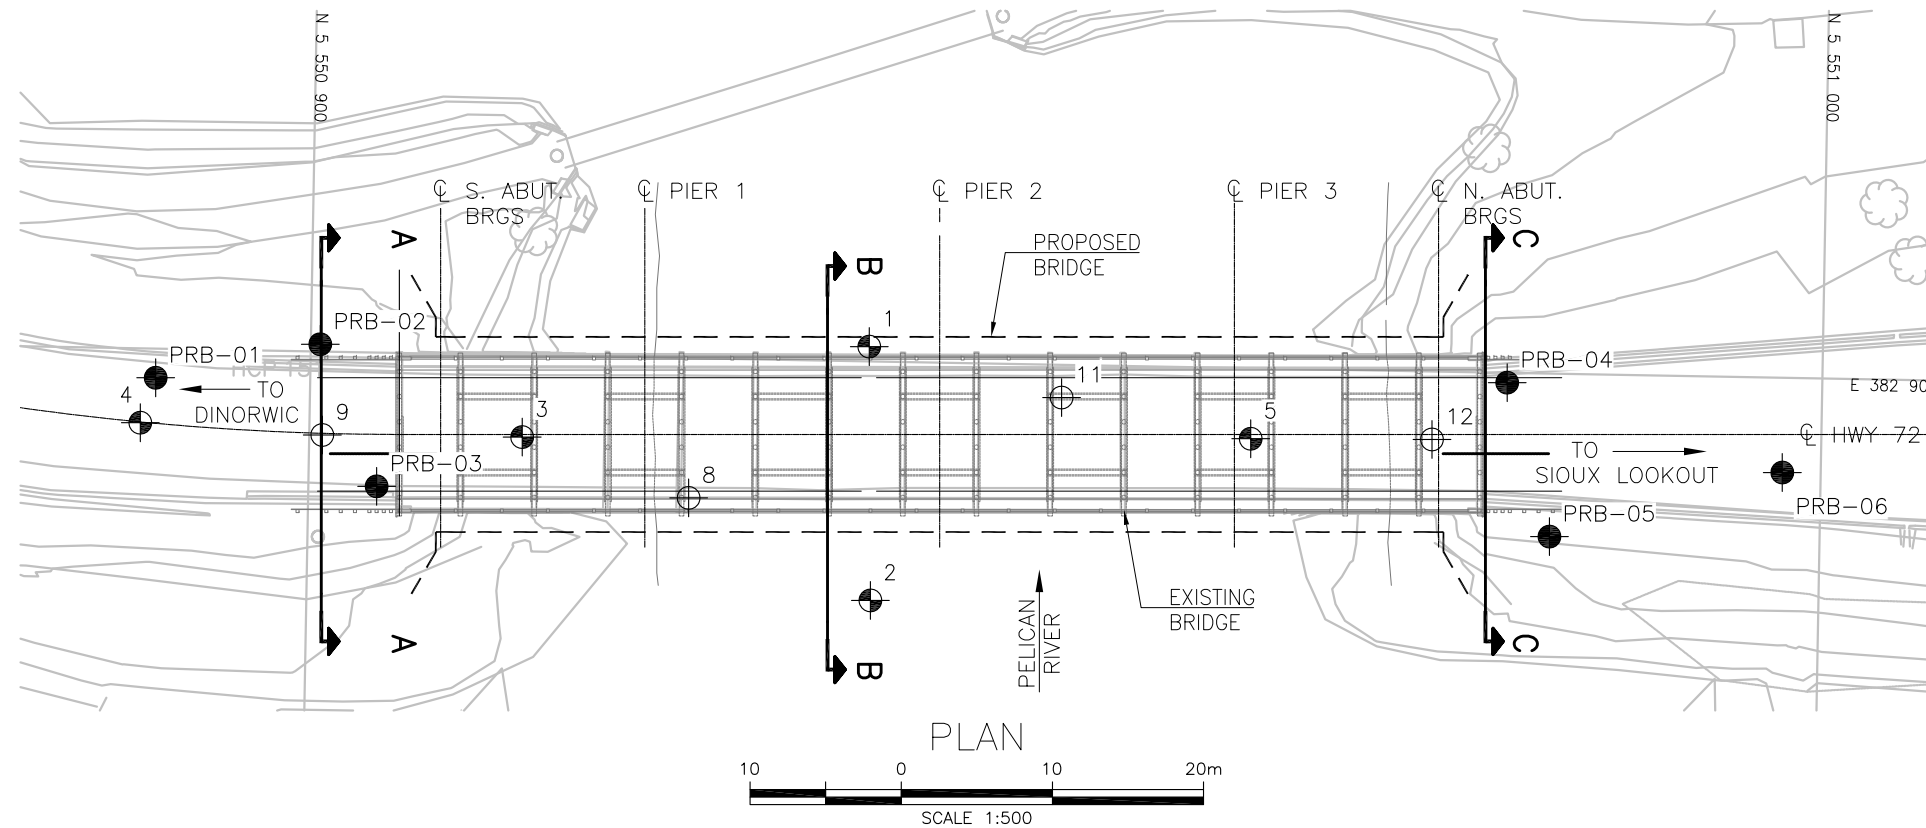 N 5 550 900
N 5 551 000
℄ S. ABUT.
BRGS
℄ PIER 1
℄ PIER 2
℄ PIER 3
℄ N. ABUT.
BRGS
A
B
C
PROPOSED
BRIDGE
PRB-02
1
PRB-01
PRB-04
4
TO
DINORWIC
9
3
11
5
12
E 382 90
℄ HWY 72
PRB-03
8
TO
SIOUX LOOKOUT
PRB-05
PRB-06
2
PELICAN
RIVER
EXISTING
BRIDGE
A
B
C
PLAN
10 0 10 20m
SCALE 1:500